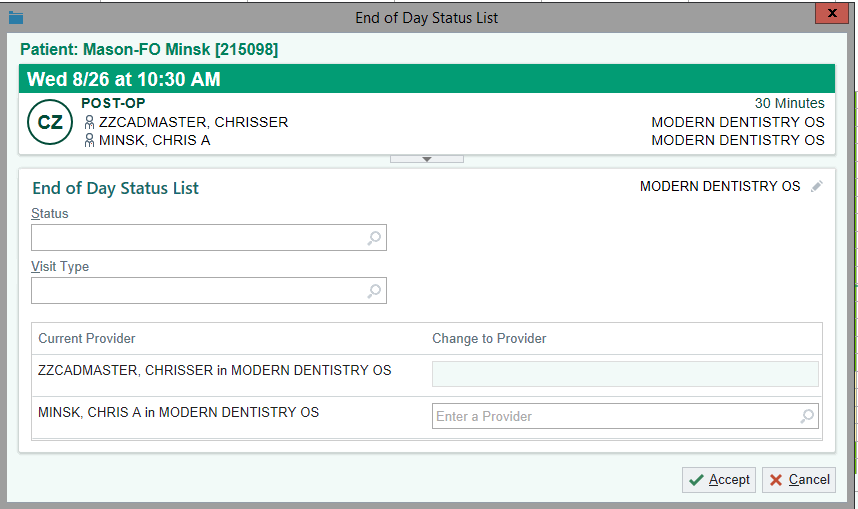 End of Day Status List
x
Patient: Mason-FO Minsk [215098]
Wed 8/26 at 10:30 AM
CZ
POST-OP 30 Minutes
ZZCADMASTER, CHRISSER MODERN DENTISTRY OS
MINSK, CHRIS A MODERN DENTISTRY OS
End of Day Status List MODERN DENTISTRY OS
Status
Visit Type
Current Provider Change to Provider
ZZCADMASTER, CHRISSER in MODERN DENTISTRY OS
MINSK, CHRIS A in MODERN DENTISTRY OS Enter a Provider
Accept Cancel